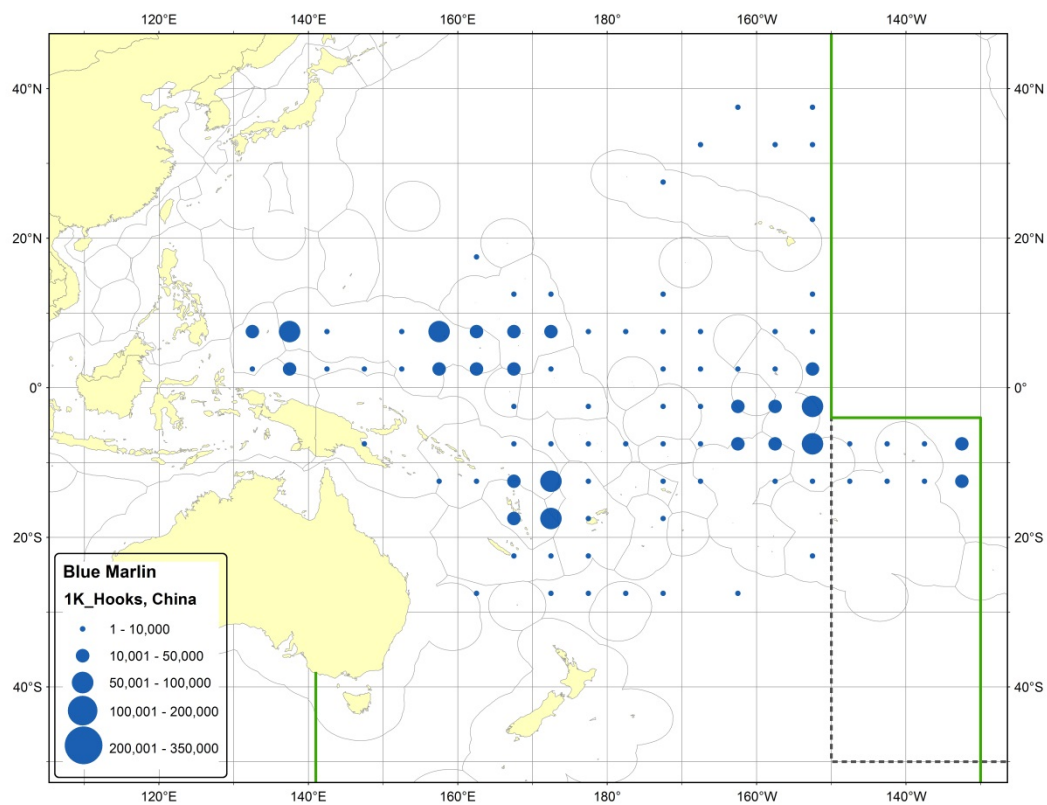 120°E 140°E 160°E 180° 160°W 140°W
40°N 40°N
20°N 20°N
0° 0°
20°S 20°S
40°S 40°S
Blue Marlin
1K_Hooks, China
1 - 10,000
10,001 - 50,000
50,001 - 100,000
100,001 - 200,000
200,001 - 350,000
120°E 140°E 160°E 180° 160°W 140°W